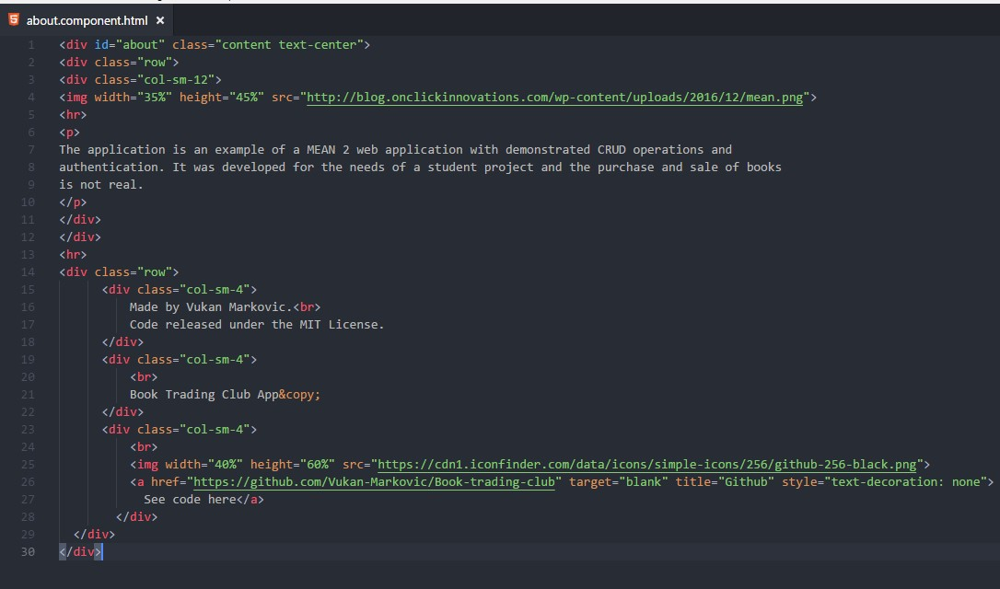 about.component.html ×
1 <div id="about" class="content text-center">
2 <div class="row">
3 <div class="col-sm-12">
4 <img width="35%" height="45%" src="http://blog.onclickinnovations.com/wp-content/uploads/2016/12/mean.png">
5 <hr>
6 <p>
7 The application is an example of a MEAN 2 web application with demonstrated CRUD operations and
8 authentication. It was developed for the needs of a student project and the purchase and sale of books
9 is not real.
10 </p>
11 </div>
12 </div>
13 <hr>
14 <div class="row">
15 <div class="col-sm-4">
16 Made by Vukan Markovic.<br>
17 Code released under the MIT License.
18 </div>
19 <div class="col-sm-4">
20 <br>
21 Book Trading Club App&copy;
22 </div>
23 <div class="col-sm-4">
24 <br>
25 <img width="40%" height="60%" src="https://cdn1.iconfinder.com/data/icons/simple-icons/256/github-256-black.png">
26 <a href="https://github.com/Vukan-Markovic/Book-trading-club" target="blank" title="Github" style="text-decoration: none">
27 See code here</a>
28 </div>
29 </div>
30 </div>